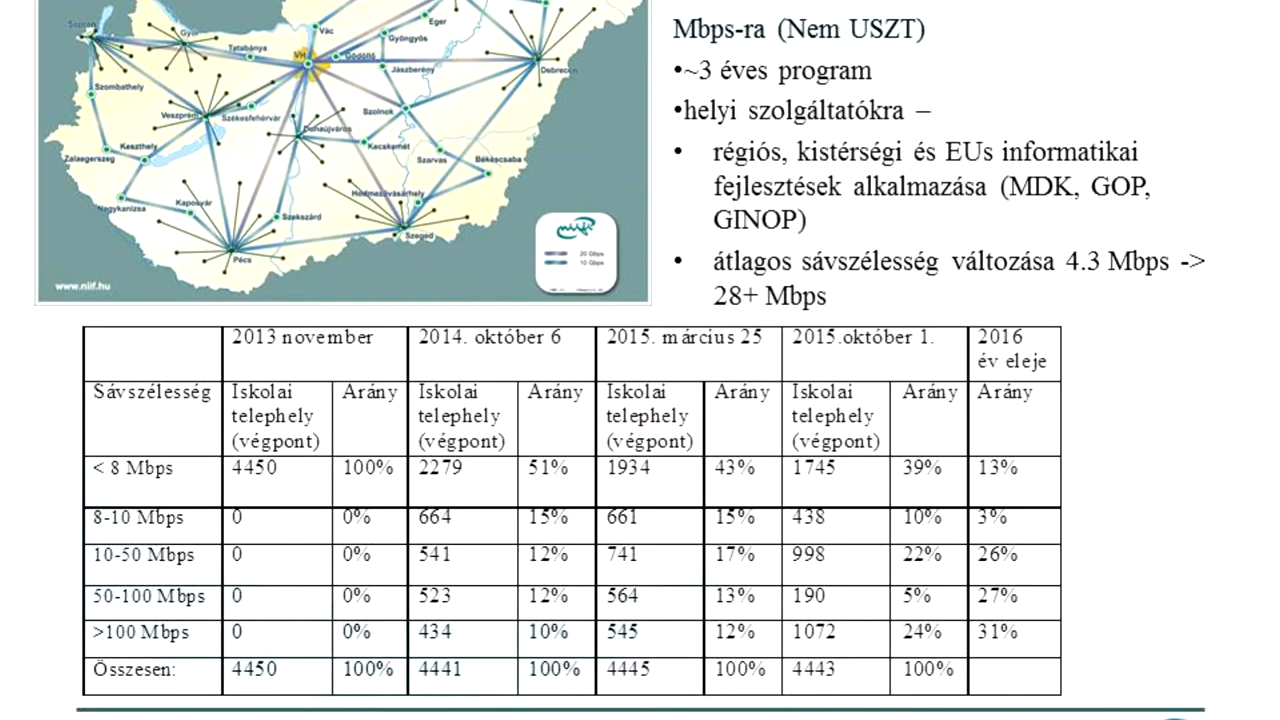 Sopron
Győr
Tatabánya
VH
Vác
Gödöllő
Gyöngyös
Eger
Jászberény
Debrecen
Szombathely
Veszprém
Székesfehérvár
Dunaújváros
Szolnok
Zalaegerszeg
Keszthely
Kecskemét
Szarvas
Békéscsaba
Nagykanizsa
Kaposvár
Szekszárd
Hódmezővásárhely
Szeged
Pécs
niif
20 Gbps
10 Gbps
www.niif.hu
Mbps-ra (Nem USZT)
•~3 éves program
•helyi szolgáltatókra –
• régiós, kistérségi és EUs informatikai
fejlesztések alkalmazása (MDK, GOP,
GINOP)
• átlagos sávszélesség változása 4.3 Mbps ->
28+ Mbps
2013 november 2014. október 6 2015. március 25 2015.október 1. 2016
év eleje
Sávszélesség Iskolai Arány Iskolai Arány Iskolai Arány Iskolai Arány Arány
telephely telephely telephely telephely
(végpont) (végpont) (végpont) (végpont)
< 8 Mbps 4450 100% 2279 51% 1934 43% 1745 39% 13%
8-10 Mbps 0 0% 664 15% 661 15% 438 10% 3%
10-50 Mbps 0 0% 541 12% 741 17% 998 22% 26%
50-100 Mbps 0 0% 523 12% 564 13% 190 5% 27%
>100 Mbps 0 0% 434 10% 545 12% 1072 24% 31%
Összesen: 4450 100% 4441 100% 4445 100% 4443 100%